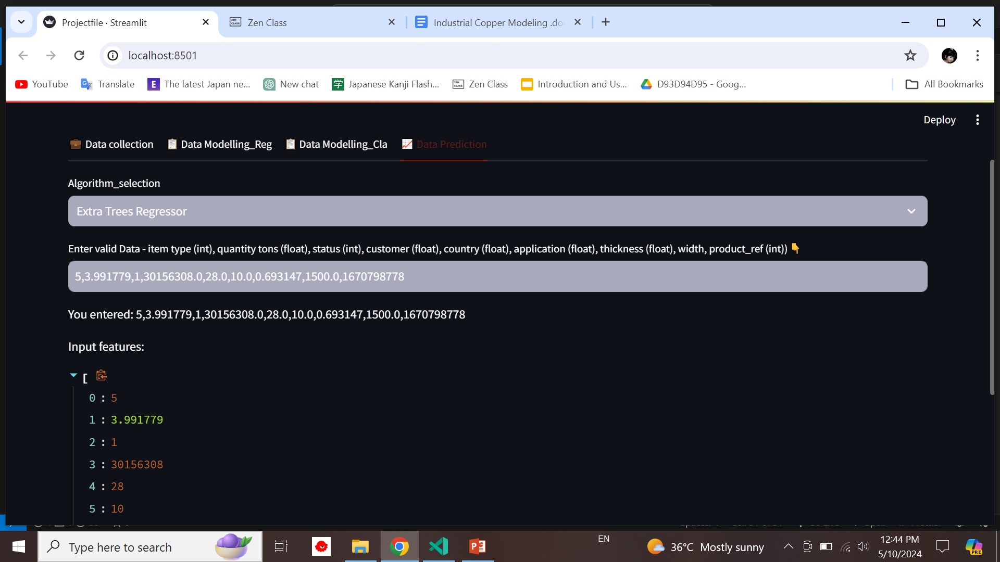 Projectfile · Streamlit
Zen Class
Industrial Copper Modeling .do
localhost:8501
YouTube
Translate
The latest Japan ne...
New chat
学 Japanese Kanji Flash...
ZEN CLASS Zen Class
Introduction and Us...
D93D94D95 - Goog...
All Bookmarks
Deploy
Data collection
Data Modelling_Reg
Data Modelling_Cla
Data Prediction
Algorithm_selection
Extra Trees Regressor
Enter valid Data - item type (int), quantity tons (float), status (int), customer (float), country (float), application (float), thickness (float), width, product_ref (int)) 👇
5,3.991779,1,30156308.0,28.0,10.0,0.693147,1500.0,1670798778
You entered: 5,3.991779,1,30156308.0,28.0,10.0,0.693147,1500.0,1670798778
Input features:
[
0 : 5
1 : 3.991779
2 : 1
3 : 30156308
4 : 28
5 : 10
Type here to search
EN
36°C Mostly sunny
12:44 PM
5/10/2024
PRE